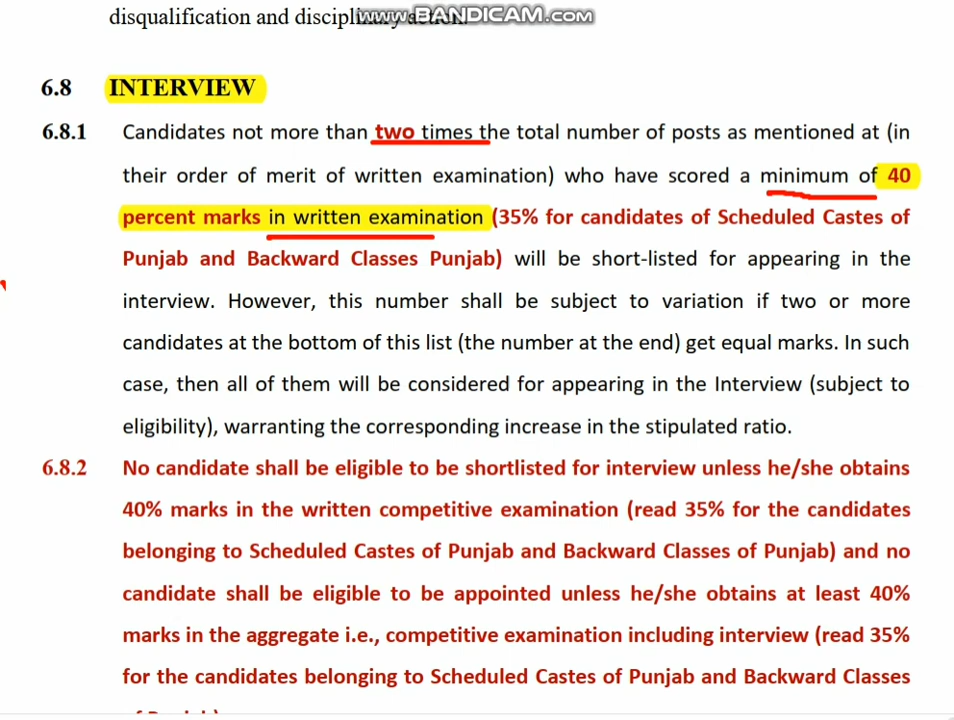 disqualification and disciplinary action.
www.BANDICAM.com
6.8 INTERVIEW
6.8.1 Candidates not more than two times the total number of posts as mentioned at (in
their order of merit of written examination) who have scored a minimum of 40
percent marks in written examination (35% for candidates of Scheduled Castes of
Punjab and Backward Classes Punjab) will be short-listed for appearing in the
interview. However, this number shall be subject to variation if two or more
candidates at the bottom of this list (the number at the end) get equal marks. In such
case, then all of them will be considered for appearing in the Interview (subject to
eligibility), warranting the corresponding increase in the stipulated ratio.
6.8.2 No candidate shall be eligible to be shortlisted for interview unless he/she obtains
40% marks in the written competitive examination (read 35% for the candidates
belonging to Scheduled Castes of Punjab and Backward Classes of Punjab) and no
candidate shall be eligible to be appointed unless he/she obtains at least 40%
marks in the aggregate i.e., competitive examination including interview (read 35%
for the candidates belonging to Scheduled Castes of Punjab and Backward Classes
of Punjab)